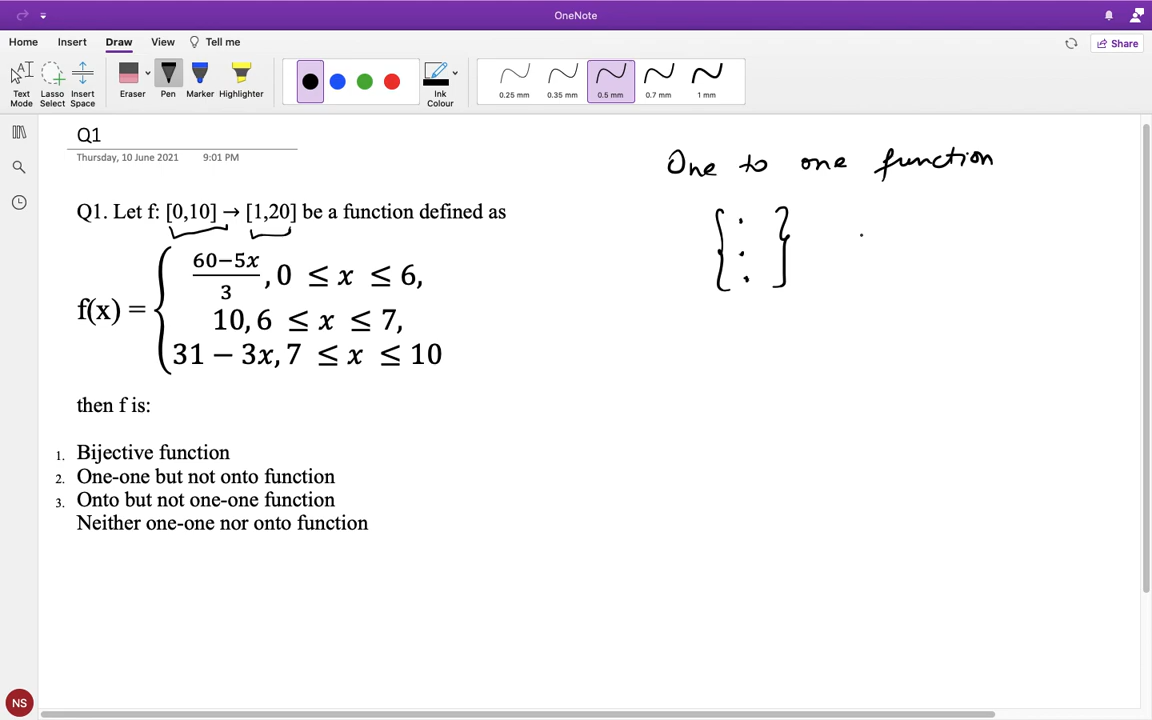 OneNote
Home Insert Draw View Tell me
Share
Text Mode
Lasso Select
Insert Space
Eraser
Pen
Marker
Highlighter
Ink Colour
0.25 mm
0.35 mm
0.5 mm
0.7 mm
1 mm
Q1
Thursday, 10 June 2021 9:01 PM
One to one function
Q1. Let f: [0,10] → [1,20] be a function defined as
f(x) = { (60−5x)/3 , 0 ≤ x ≤ 6,
10, 6 ≤ x ≤ 7,
31 − 3x, 7 ≤ x ≤ 10
then f is:
1. Bijective function
2. One-one but not onto function
3. Onto but not one-one function
Neither one-one nor onto function
NS